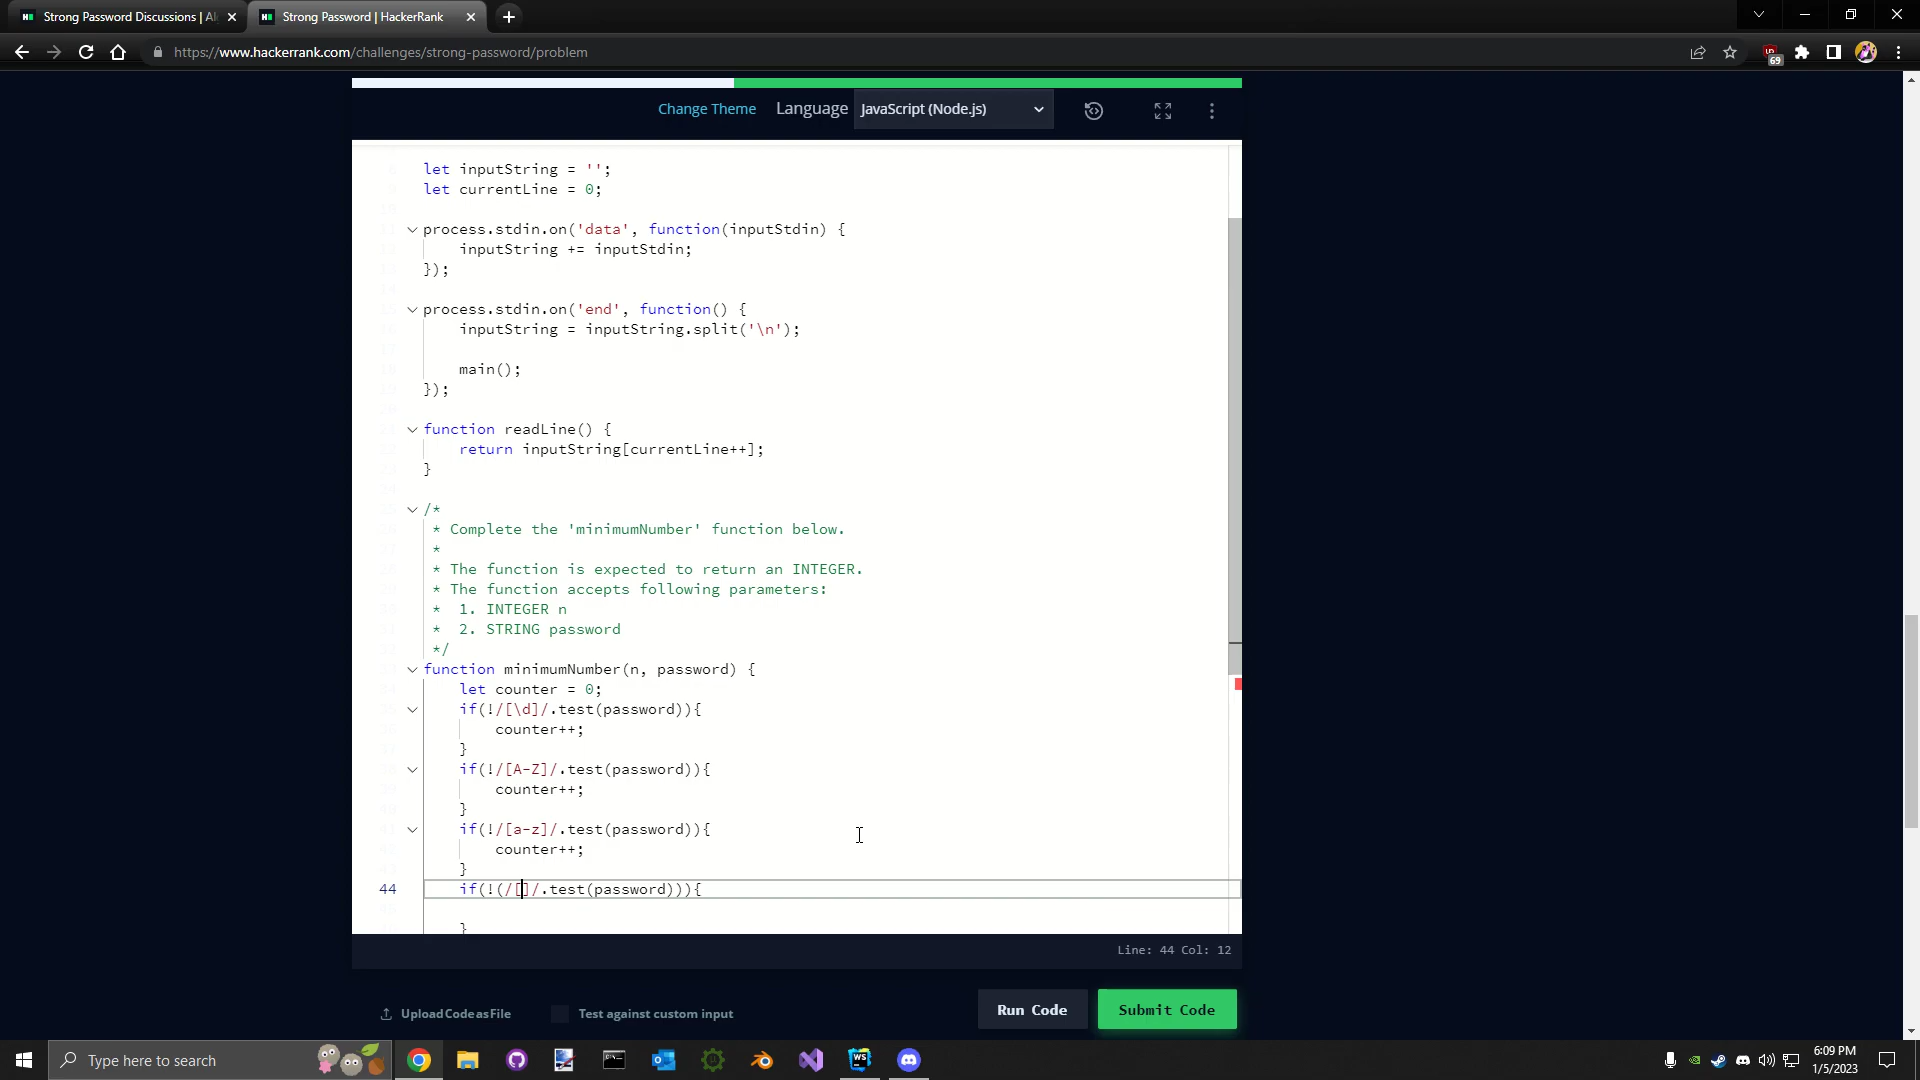 Strong Password Discussions | Al
Strong Password | HackerRank
https://www.hackerrank.com/challenges/strong-password/problem
69
Change Theme Language JavaScript (Node.js)
let inputString = '';
let currentLine = 0;
process.stdin.on('data', function(inputStdin) {
inputString += inputStdin;
});
process.stdin.on('end', function() {
inputString = inputString.split('\n');
main();
});
function readLine() {
return inputString[currentLine++];
}
/*
* Complete the 'minimumNumber' function below.
*
* The function is expected to return an INTEGER.
* The function accepts following parameters:
* 1. INTEGER n
* 2. STRING password
*/
function minimumNumber(n, password) {
let counter = 0;
if(!/[\d]/.test(password)){
counter++;
}
if(!/[A-Z]/.test(password)){
counter++;
}
if(!/[a-z]/.test(password)){
counter++;
}
44 if(!(/[]/.test(password))){
}
Line: 44 Col: 12
Upload Code as File Test against custom input Run Code Submit Code
Type here to search
6:09 PM
1/5/2023